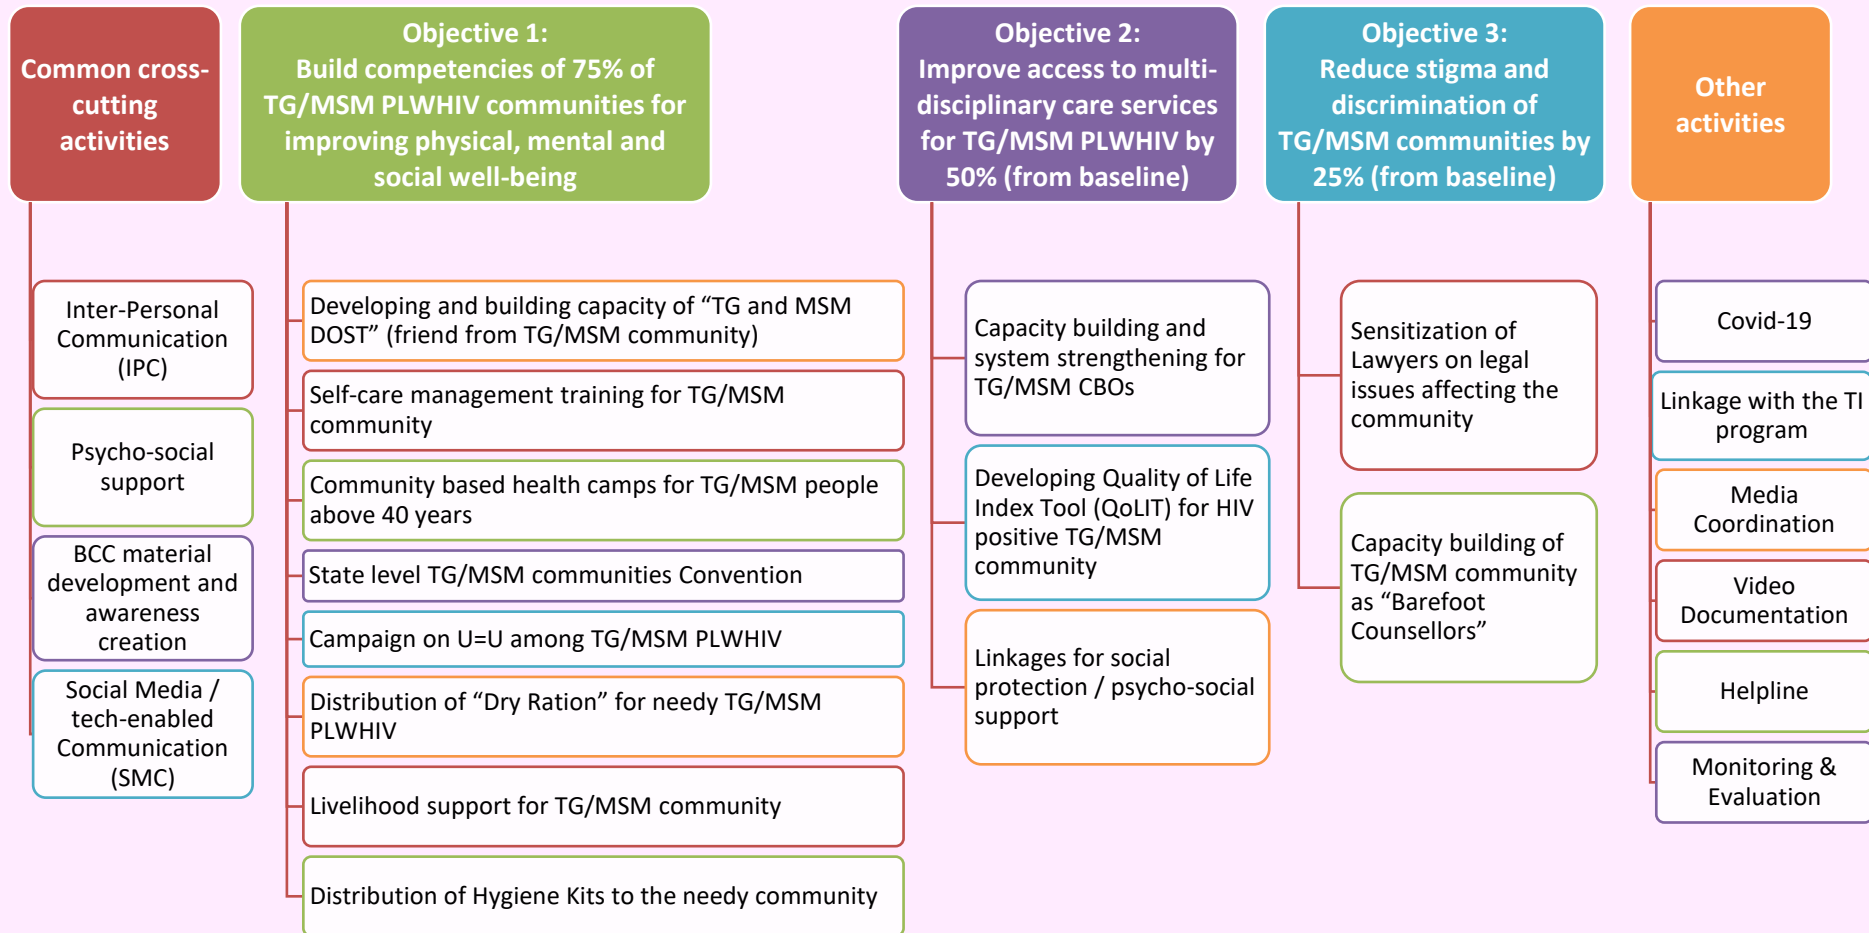 Common cross-
cutting
activities
Inter-Personal
Communication
(IPC)
Psycho-social
support
BCC material
development and
awareness
creation
Social Media /
tech-enabled
Communication
(SMC)
Objective 1:
Build competencies of 75% of
TG/MSM PLWHIV communities for
improving physical, mental and
social well-being
Developing and building capacity of “TG and MSM
DOST” (friend from TG/MSM community)
Self-care management training for TG/MSM
community
Community based health camps for TG/MSM people
above 40 years
State level TG/MSM communities Convention
Campaign on U=U among TG/MSM PLWHIV
Distribution of “Dry Ration” for needy TG/MSM
PLWHIV
Livelihood support for TG/MSM community
Distribution of Hygiene Kits to the needy community
Objective 2:
Improve access to multi-
disciplinary care services
for TG/MSM PLWHIV by
50% (from baseline)
Capacity building and
system strengthening for
TG/MSM CBOs
Developing Quality of Life
Index Tool (QoLIT) for HIV
positive TG/MSM
community
Linkages for social
protection / psycho-social
support
Objective 3:
Reduce stigma and
discrimination of
TG/MSM communities by
25% (from baseline)
Sensitization of
Lawyers on legal
issues affecting the
community
Capacity building of
TG/MSM community
as “Barefoot
Counsellors”
Other
activities
Covid-19
Linkage with the TI
program
Media
Coordination
Video
Documentation
Helpline
Monitoring &
Evaluation